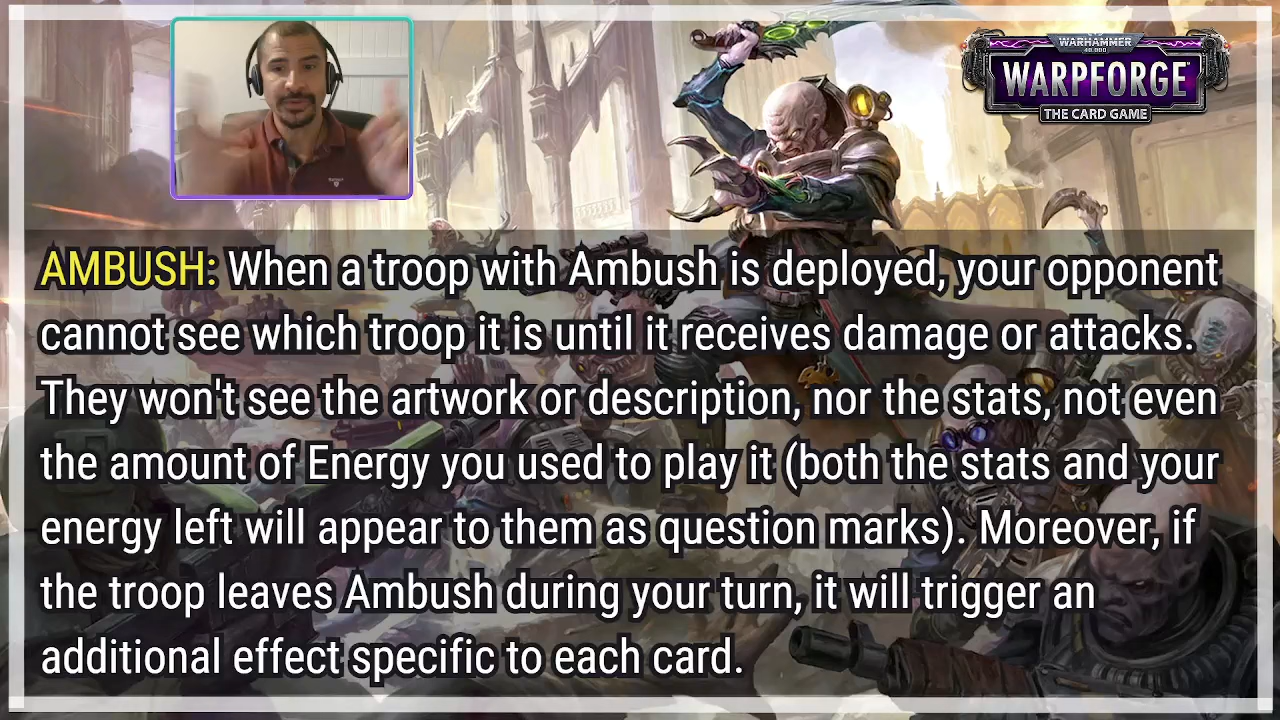 WARHAMMER
40,000
WARPFORGE
THE CARD GAME
AMBUSH: When a troop with Ambush is deployed, your opponent
cannot see which troop it is until it receives damage or attacks.
They won't see the artwork or description, nor the stats, not even
the amount of Energy you used to play it (both the stats and your
energy left will appear to them as question marks). Moreover, if
the troop leaves Ambush during your turn, it will trigger an
additional effect specific to each card.